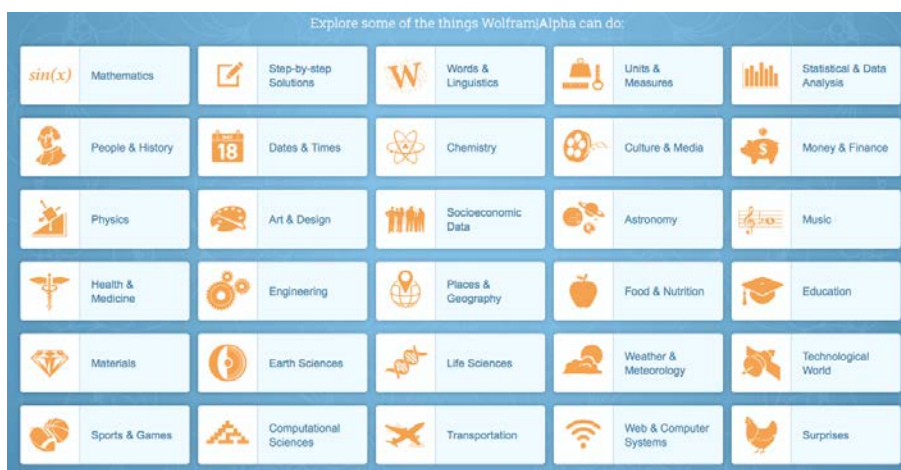 Explore some of the things Wolfram|Alpha can do:
sin(x)
Mathematics
Step-by-step
Solutions
W
Words &
Linguistics
Units &
Measures
Statistical & Data
Analysis
People & History
18
Dates & Times
Chemistry
Culture & Media
$
Money & Finance
Physics
Art & Design
Socioeconomic
Data
Astronomy
Music
Health &
Medicine
Engineering
Places &
Geography
Food & Nutrition
Education
Materials
Earth Sciences
Life Sciences
Weather &
Meteorology
Technological
World
Sports & Games
Computational
Sciences
Transportation
Web & Computer
Systems
Surprises